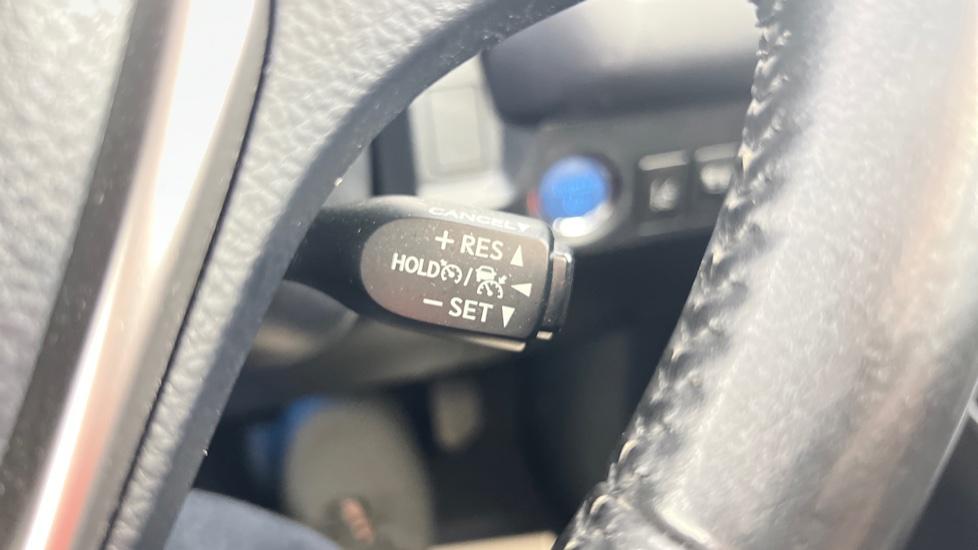 CANCEL▼
+ RES ▲
HOLD / ◀
− SET ▼